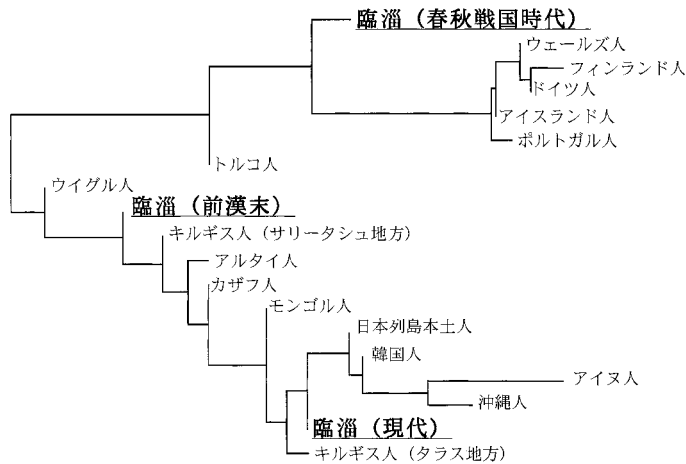 臨淄（春秋戦国時代）
ウェールズ人
フィンランド人
ドイツ人
アイスランド人
ポルトガル人
トルコ人
ウイグル人
臨淄（前漢末）
キルギス人（サリータシュ地方）
アルタイ人
カザフ人
モンゴル人
日本列島本土人
韓国人
アイヌ人
沖縄人
臨淄（現代）
キルギス人（タラス地方）